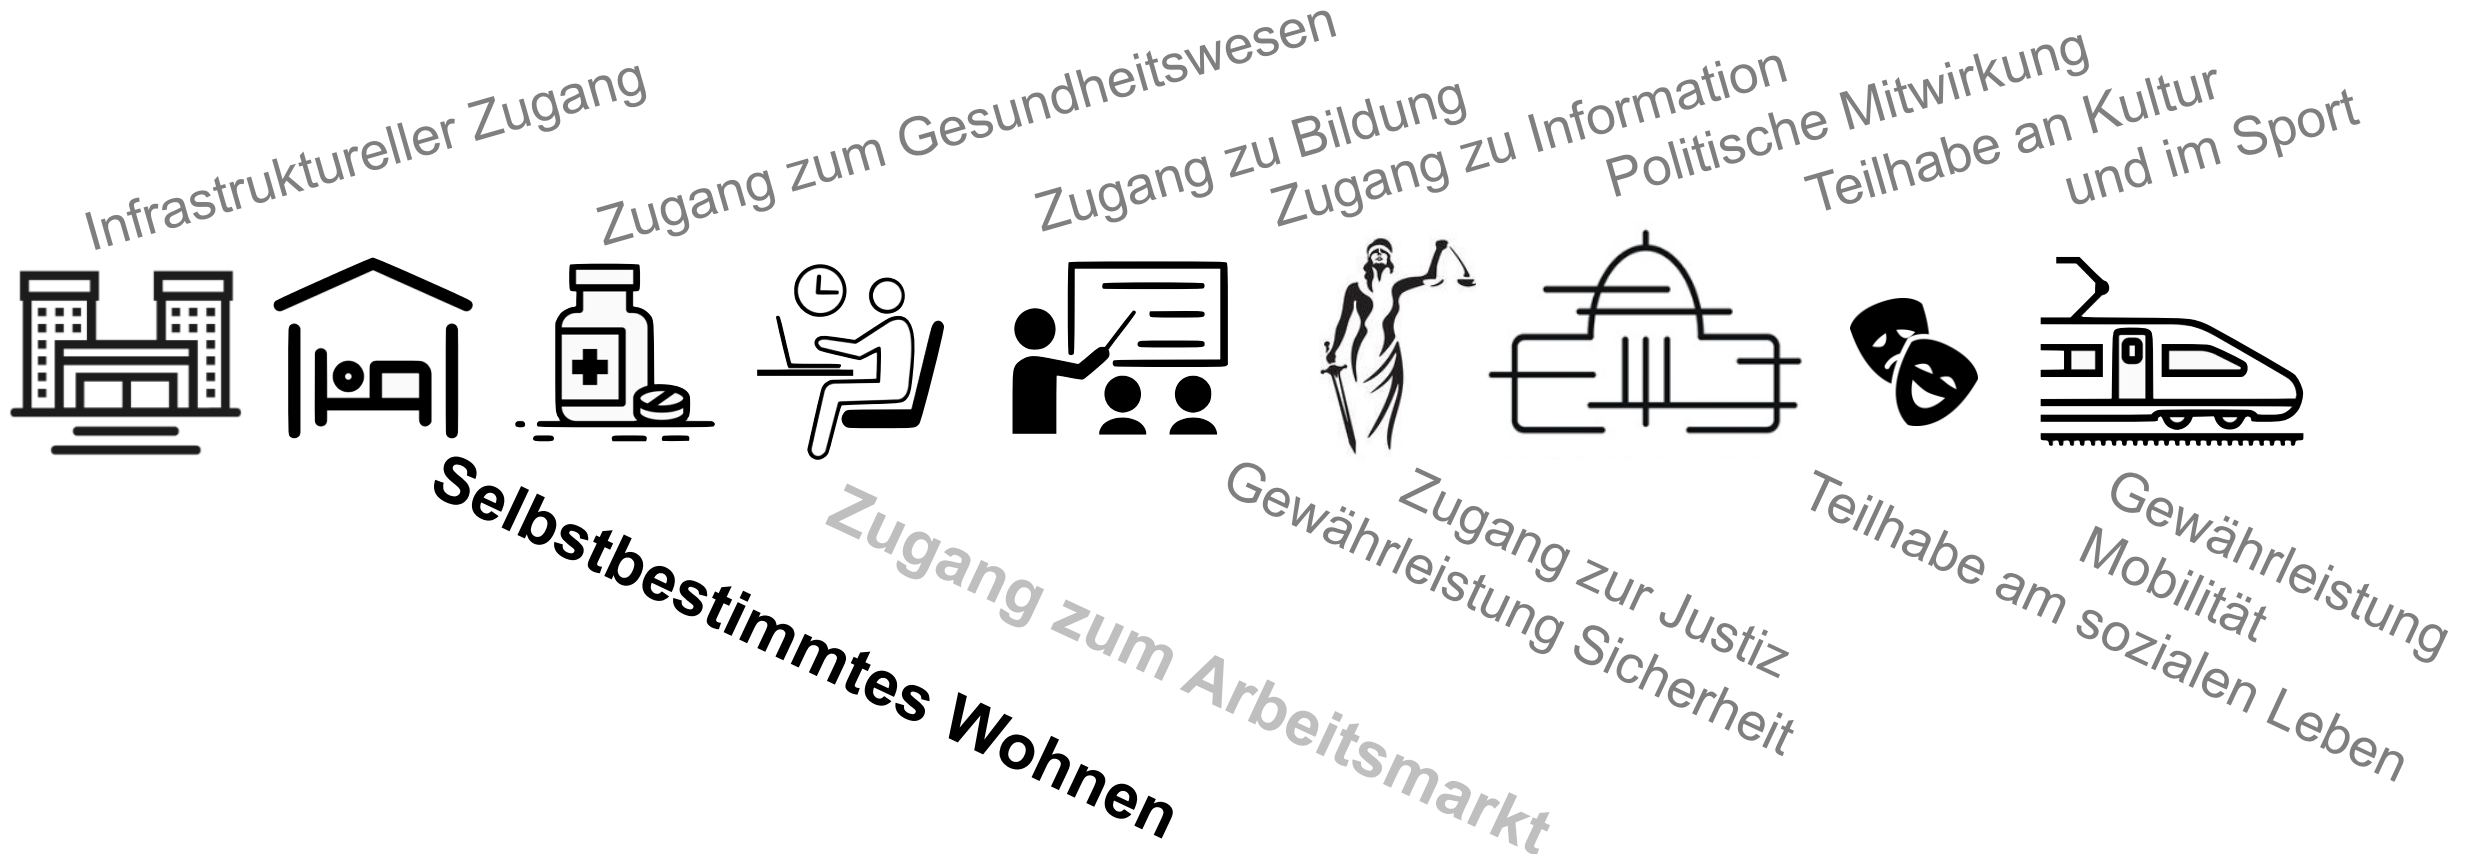 Infrastruktureller Zugang
Zugang zum Gesundheitswesen
Zugang zu Bildung
Zugang zu Information
Politische Mitwirkung
Teilhabe an Kultur
und im Sport
Selbstbestimmtes Wohnen
Zugang zum Arbeitsmarkt
Gewährleistung Sicherheit
Zugang zur Justiz
Teilhabe am sozialen Leben
Gewährleistung
Mobilität